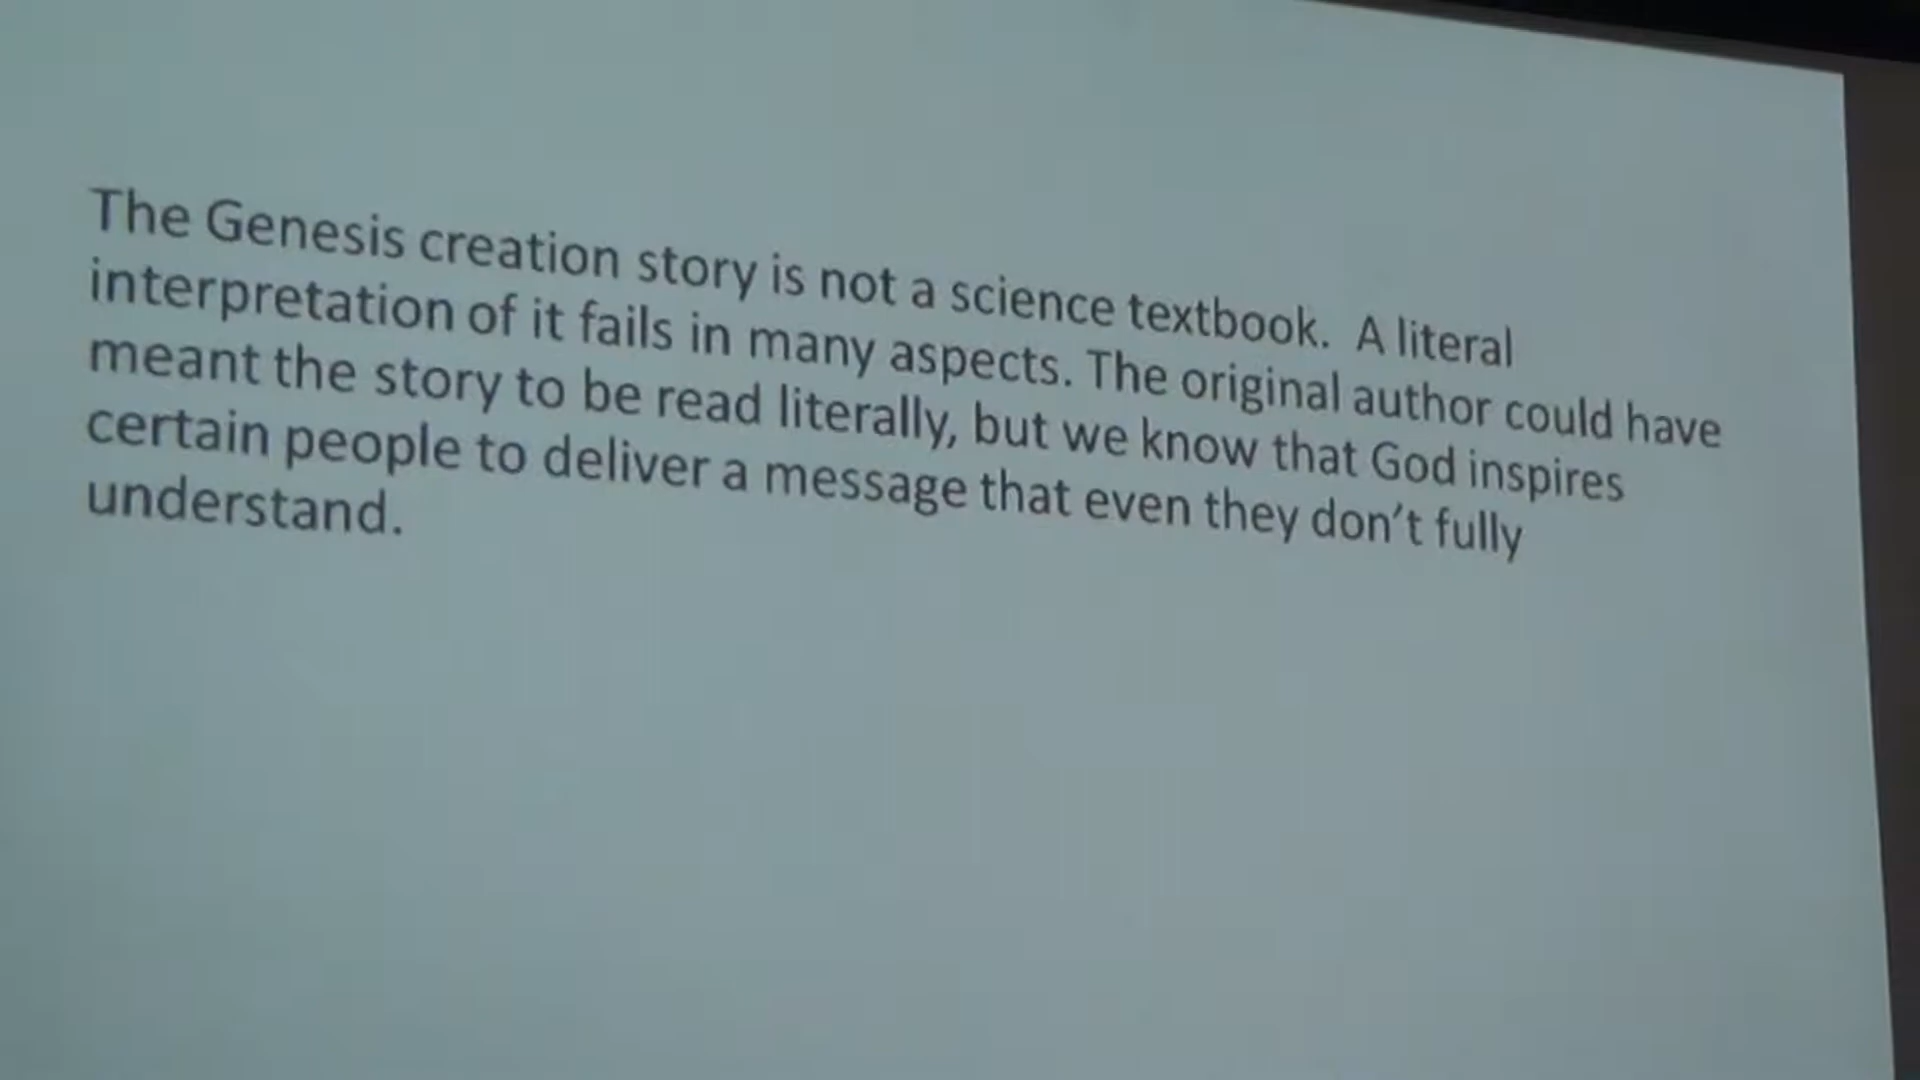 The Genesis creation story is not a science textbook.  A literal
interpretation of it fails in many aspects. The original author could have
meant the story to be read literally, but we know that God inspires
certain people to deliver a message that even they don't fully
understand.